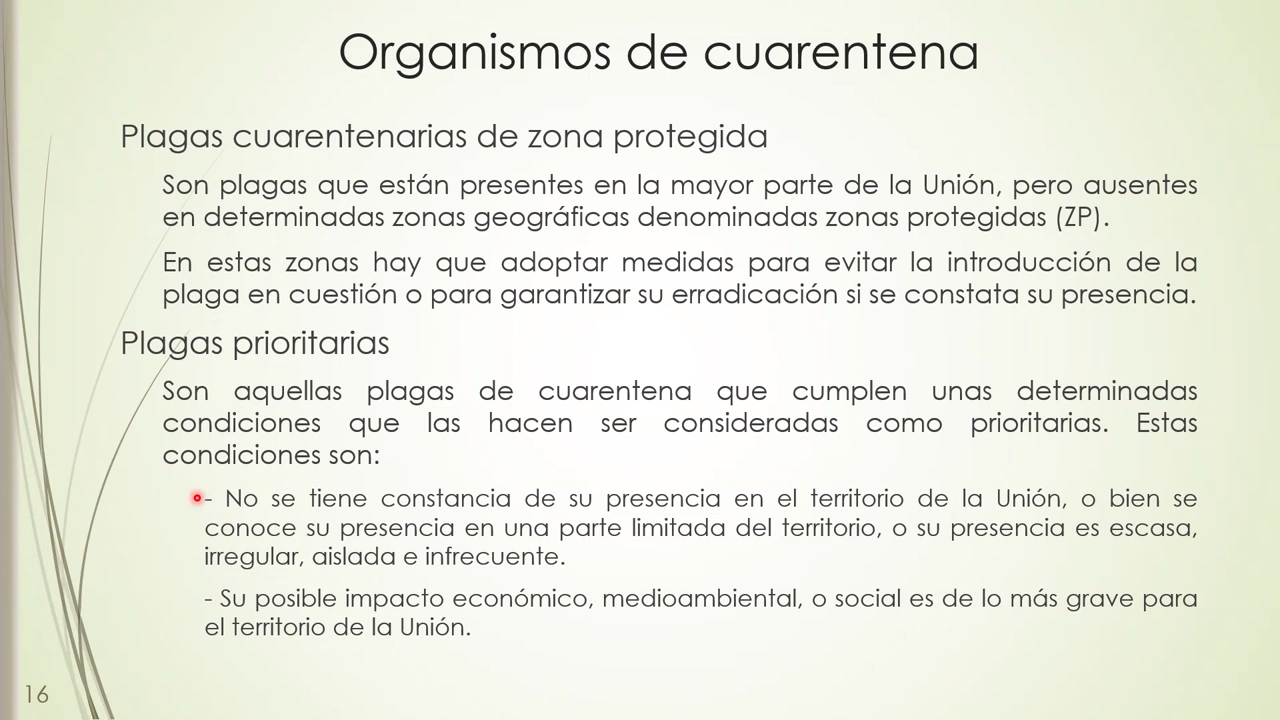 Organismos de cuarentena
Plagas cuarentenarias de zona protegida
Son plagas que están presentes en la mayor parte de la Unión, pero ausentes
en determinadas zonas geográficas denominadas zonas protegidas (ZP).
En estas zonas hay que adoptar medidas para evitar la introducción de la
plaga en cuestión o para garantizar su erradicación si se constata su presencia.
Plagas prioritarias
Son aquellas plagas de cuarentena que cumplen unas determinadas
condiciones que las hacen ser consideradas como prioritarias. Estas
condiciones son:
- No se tiene constancia de su presencia en el territorio de la Unión, o bien se
conoce su presencia en una parte limitada del territorio, o su presencia es escasa,
irregular, aislada e infrecuente.
- Su posible impacto económico, medioambiental, o social es de lo más grave para
el territorio de la Unión.
16